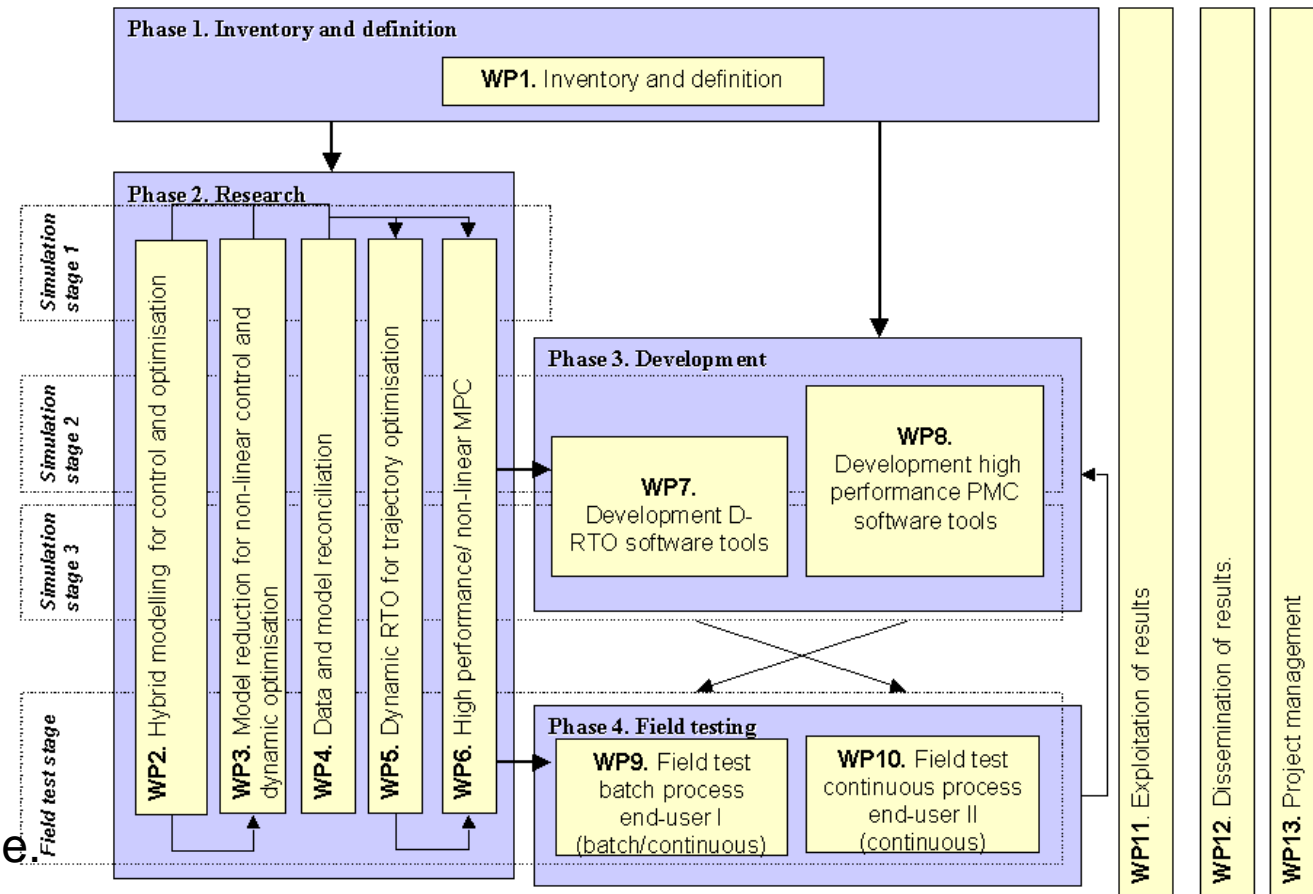 Phase 1. Inventory and definition
WP1. Inventory and definition
Phase 2. Research
Simulation
stage 1
Simulation
stage 2
Simulation
stage 3
Field test stage
e.
WP2. Hybrid modelling for control and optimisation
WP3. Model reduction for non-linear control and
dynamic optimisation
WP4. Data and model reconciliation
WP5. Dynamic RTO for trajectory optimisation
WP6. High performance/ non-linear MPC
Phase 3. Development
WP7.
Development D-
RTO software tools
WP8.
Development high
performance PMC
software tools
Phase 4. Field testing
WP9. Field test
batch process
end-user I
(batch/continuous)
WP10. Field test
continuous process
end-user II
(continuous)
WP11. Exploitation of results
WP12. Dissemination of results.
WP13. Project management